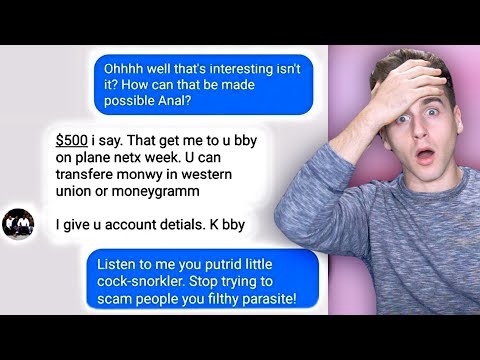 Ohhhh well that's interesting isn't
it? How can that be made
possible Anal?
$500 i say. That get me to u bby
on plane netx week. U can
transfere monwy in western
union or moneygramm
I give u account detials. K bby
Listen to me you putrid little
cock-snorkler. Stop trying to
scam people you filthy parasite!